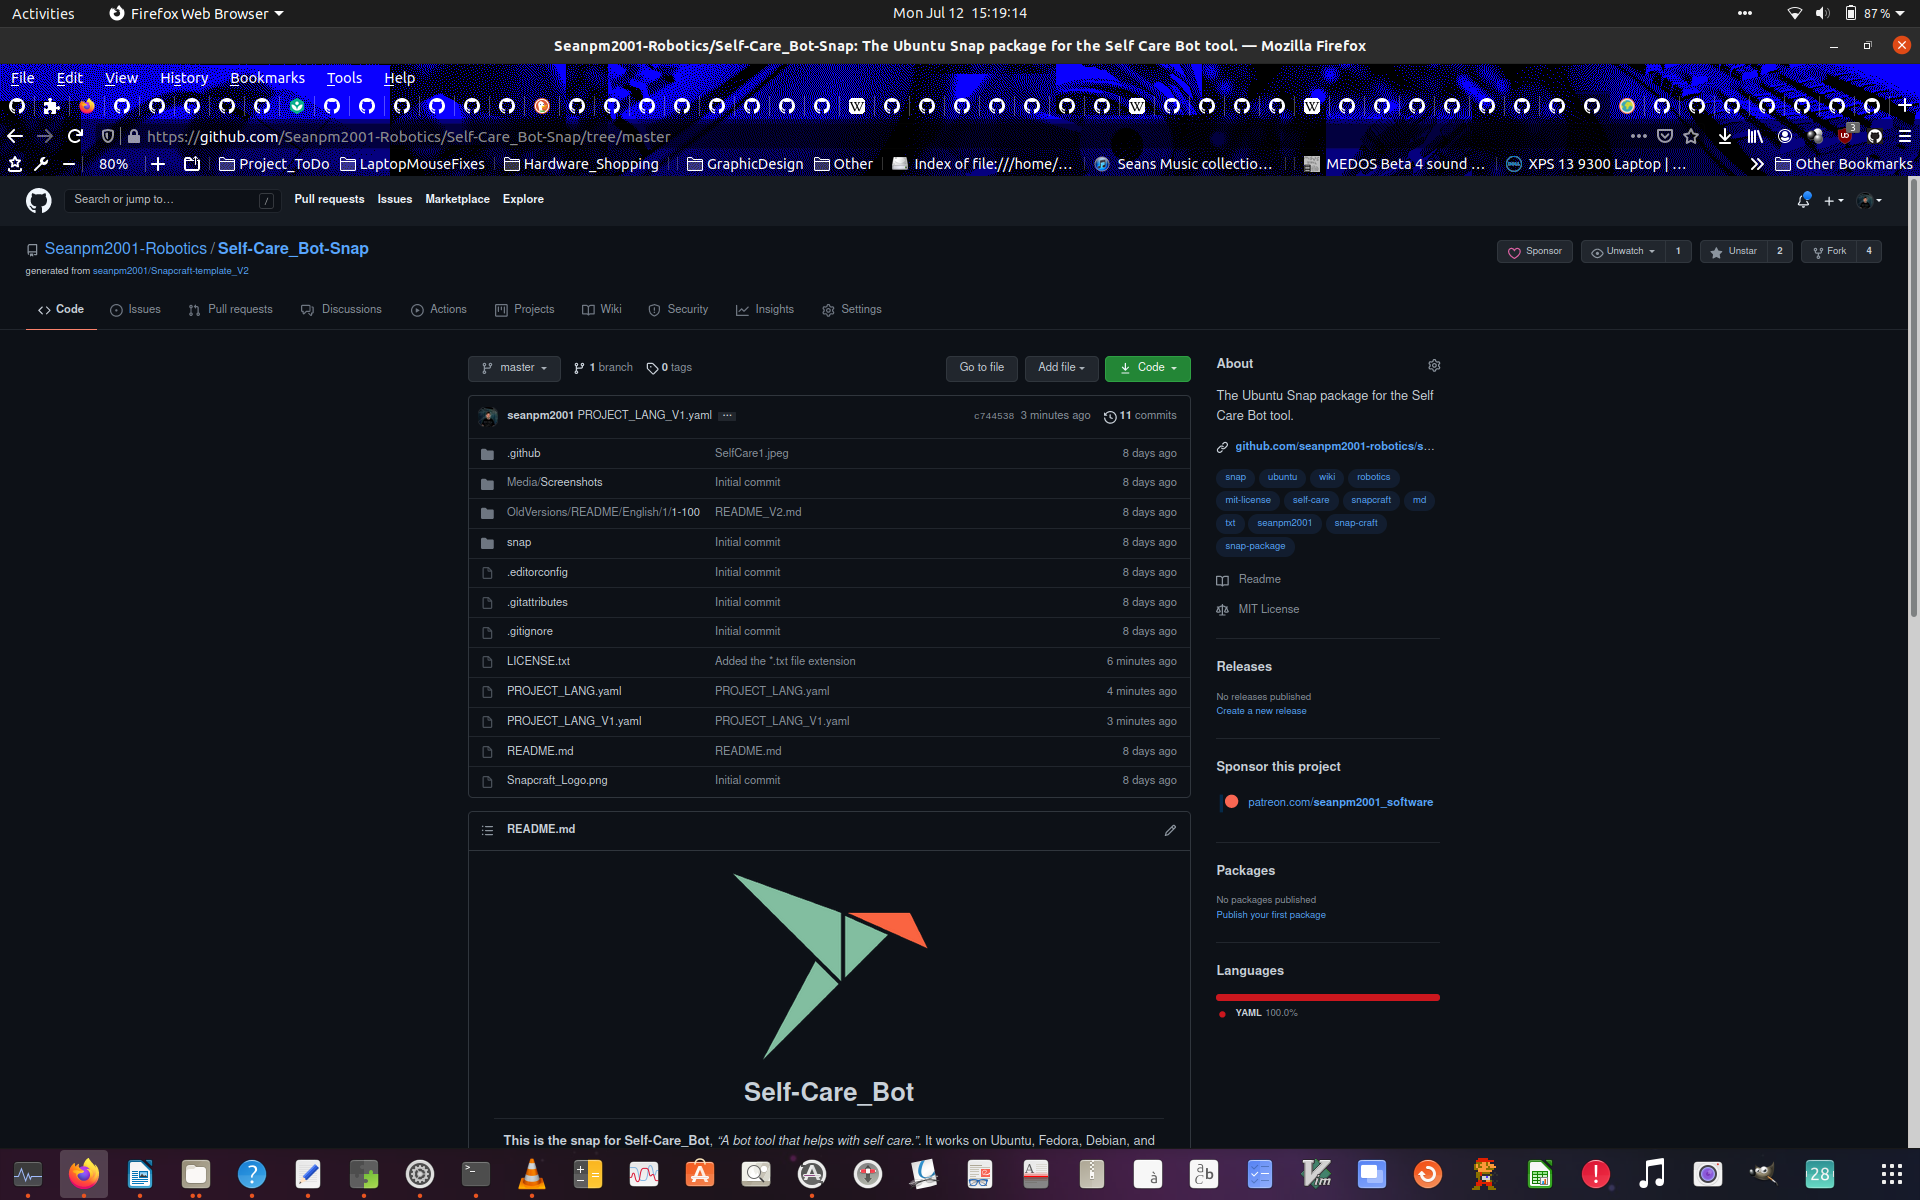 Activities Firefox Web Browser Mon Jul 12 15:19:14 87 %
Seanpm2001-Robotics/Self-Care_Bot-Snap: The Ubuntu Snap package for the Self Care Bot tool. — Mozilla Firefox
File Edit View History Bookmarks Tools Help
https://github.com/Seanpm2001-Robotics/Self-Care_Bot-Snap/tree/master 3
80% Project_ToDo LaptopMouseFixes Hardware_Shopping GraphicDesign Other Index of file:///home/… Seans Music collectio… MEDOS Beta 4 sound … XPS 13 9300 Laptop | … Other Bookmarks
Search or jump to… / Pull requests Issues Marketplace Explore
Seanpm2001-Robotics / Self-Care_Bot-Snap Sponsor Unwatch 1 Unstar 2 Fork 4
generated from seanpm2001/Snapcraft-template_V2
Code Issues Pull requests Discussions Actions Projects Wiki Security Insights Settings
master 1 branch 0 tags Go to file Add file Code
seanpm2001 PROJECT_LANG_V1.yaml … c744538 3 minutes ago 11 commits
.github SelfCare1.jpeg 8 days ago
Media/Screenshots Initial commit 8 days ago
OldVersions/README/English/1/1-100 README_V2.md 8 days ago
snap Initial commit 8 days ago
.editorconfig Initial commit 8 days ago
.gitattributes Initial commit 8 days ago
.gitignore Initial commit 8 days ago
LICENSE.txt Added the *.txt file extension 6 minutes ago
PROJECT_LANG.yaml PROJECT_LANG.yaml 4 minutes ago
PROJECT_LANG_V1.yaml PROJECT_LANG_V1.yaml 3 minutes ago
README.md README.md 8 days ago
Snapcraft_Logo.png Initial commit 8 days ago
README.md
Self-Care_Bot
This is the snap for Self-Care_Bot, “A bot tool that helps with self care.”. It works on Ubuntu, Fedora, Debian, and
About
The Ubuntu Snap package for the Self
Care Bot tool.
github.com/seanpm2001-robotics/s…
snap ubuntu wiki robotics
mit-license self-care snapcraft md
txt seanpm2001 snap-craft
snap-package
Readme
MIT License
Releases
No releases published
Create a new release
Sponsor this project
patreon.com/seanpm2001_software
Packages
No packages published
Publish your first package
Languages
YAML 100.0%
28